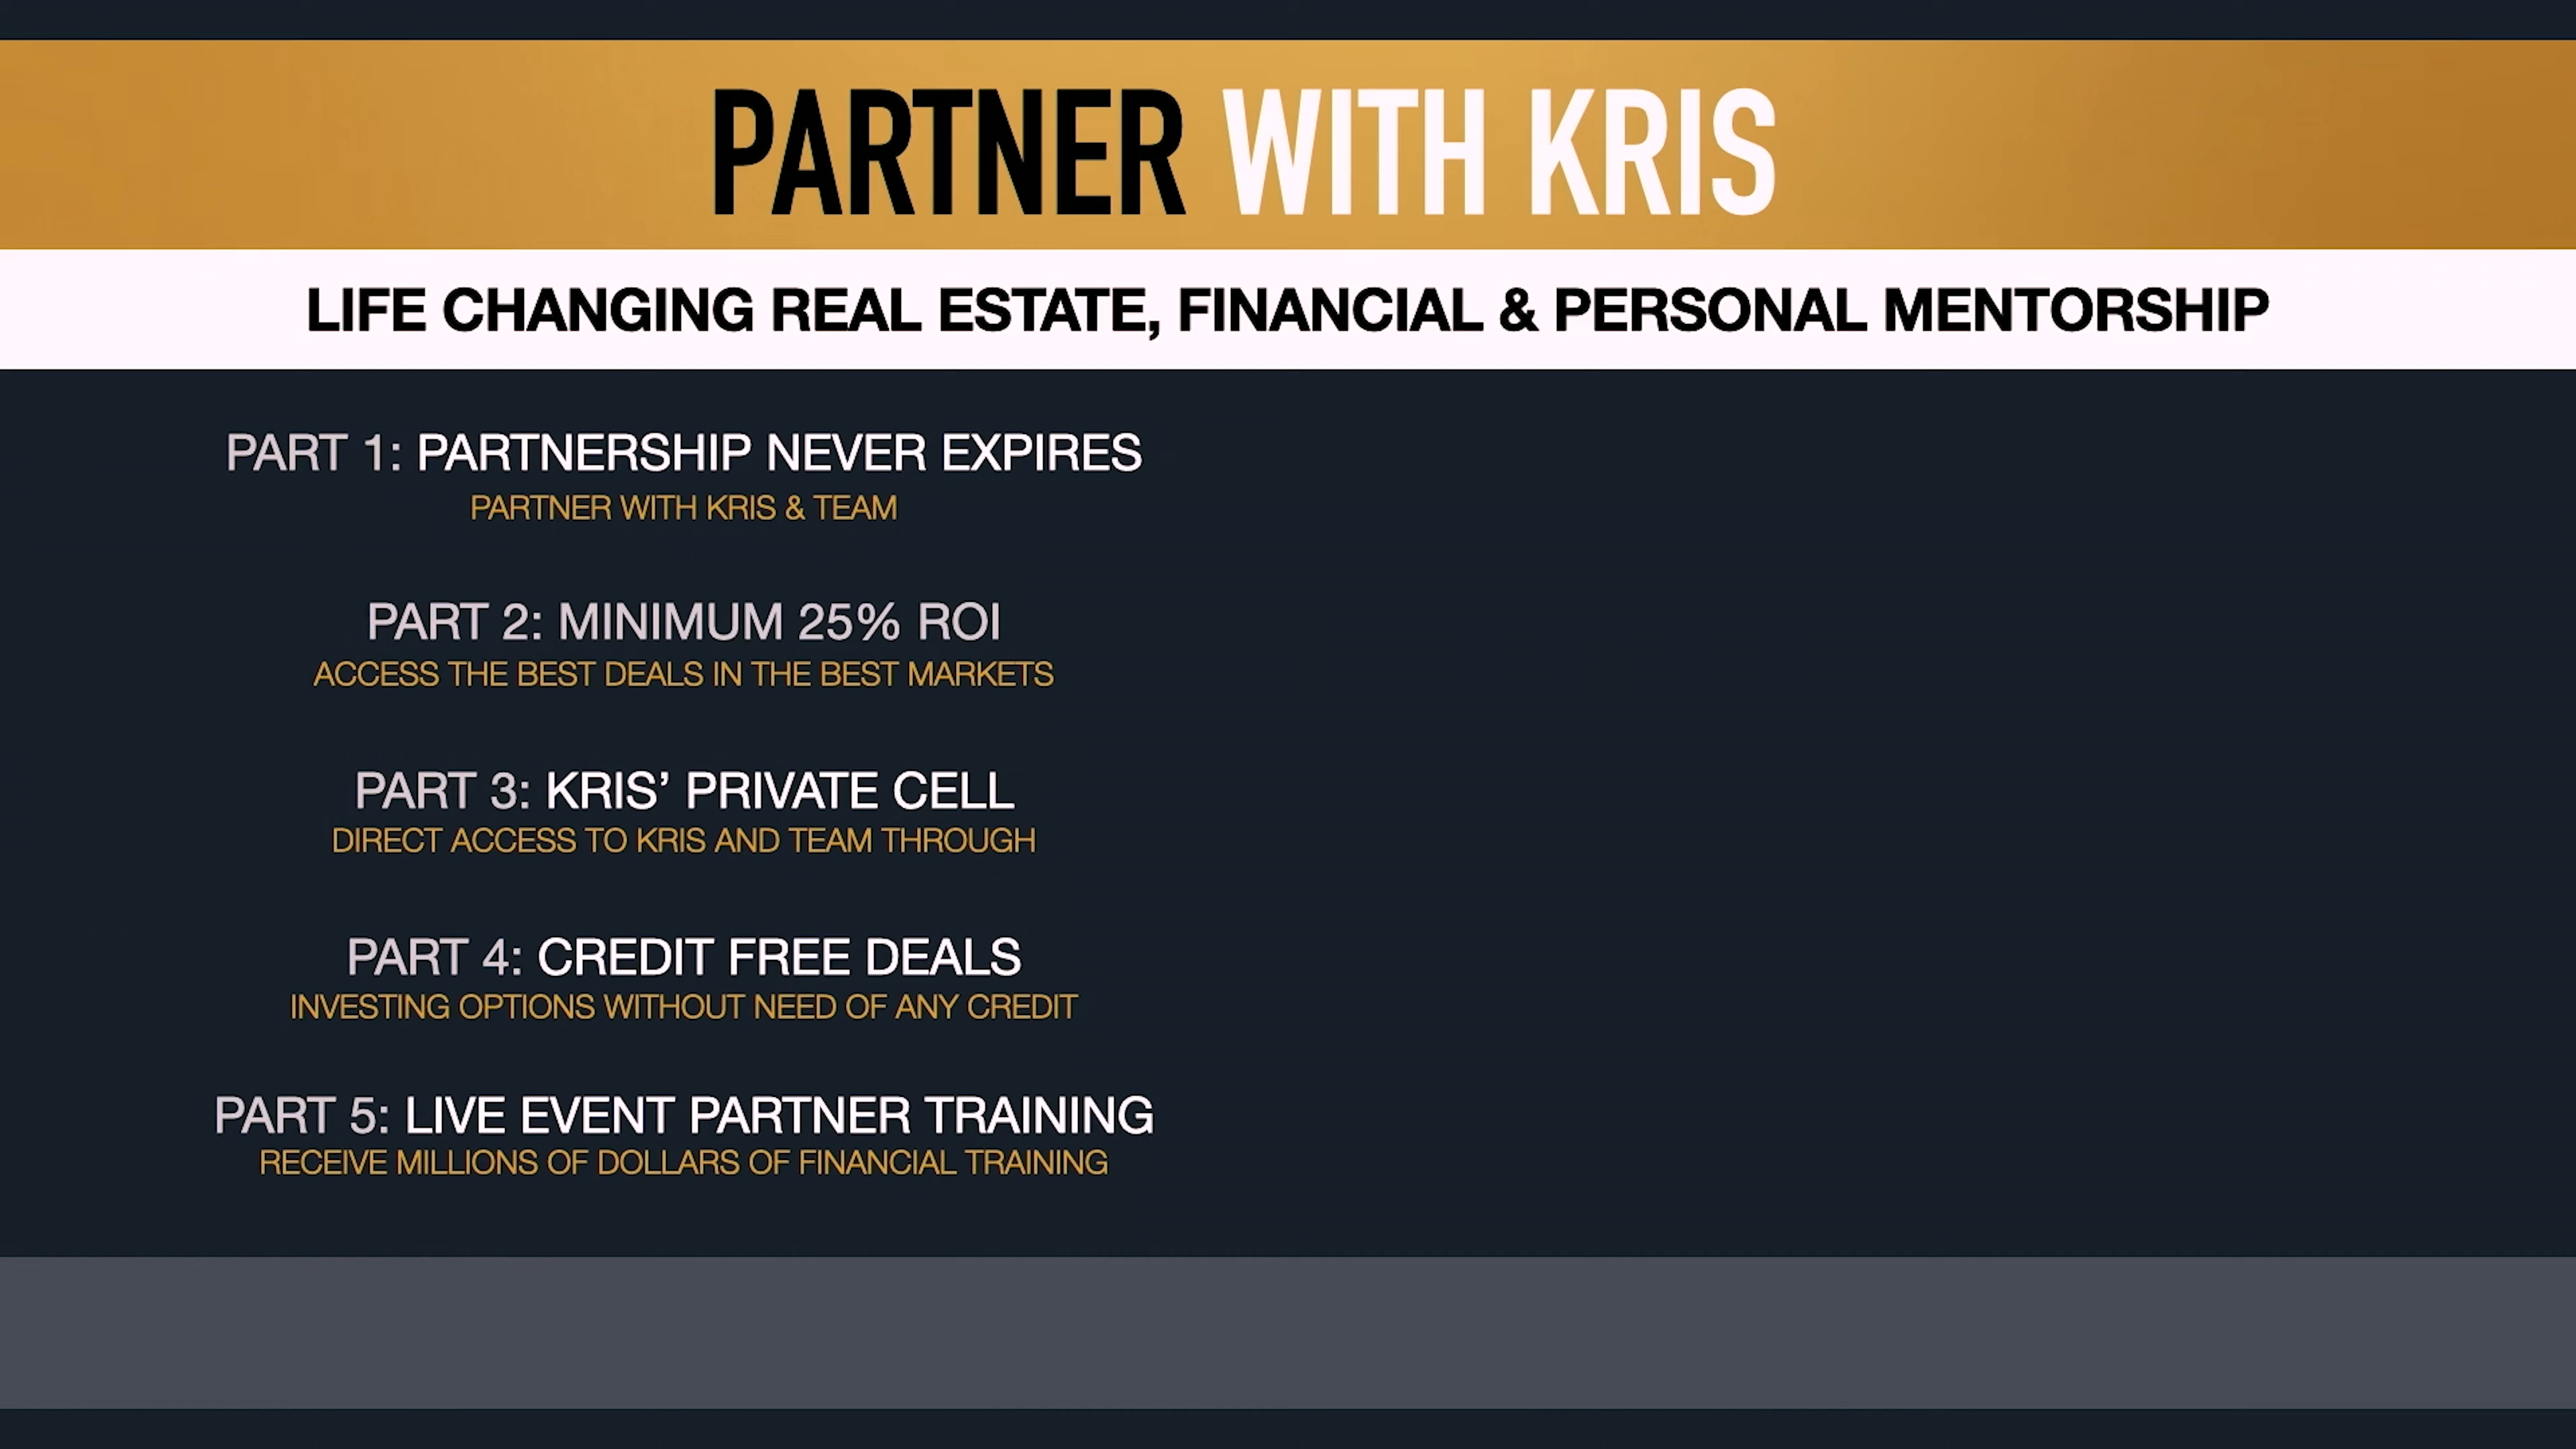 PARTNER WITH KRIS
LIFE CHANGING REAL ESTATE, FINANCIAL & PERSONAL MENTORSHIP
PART 1: PARTNERSHIP NEVER EXPIRES
PARTNER WITH KRIS & TEAM
PART 2: MINIMUM 25% ROI
ACCESS THE BEST DEALS IN THE BEST MARKETS
PART 3: KRIS’ PRIVATE CELL
DIRECT ACCESS TO KRIS AND TEAM THROUGH
PART 4: CREDIT FREE DEALS
INVESTING OPTIONS WITHOUT NEED OF ANY CREDIT
PART 5: LIVE EVENT PARTNER TRAINING
RECEIVE MILLIONS OF DOLLARS OF FINANCIAL TRAINING